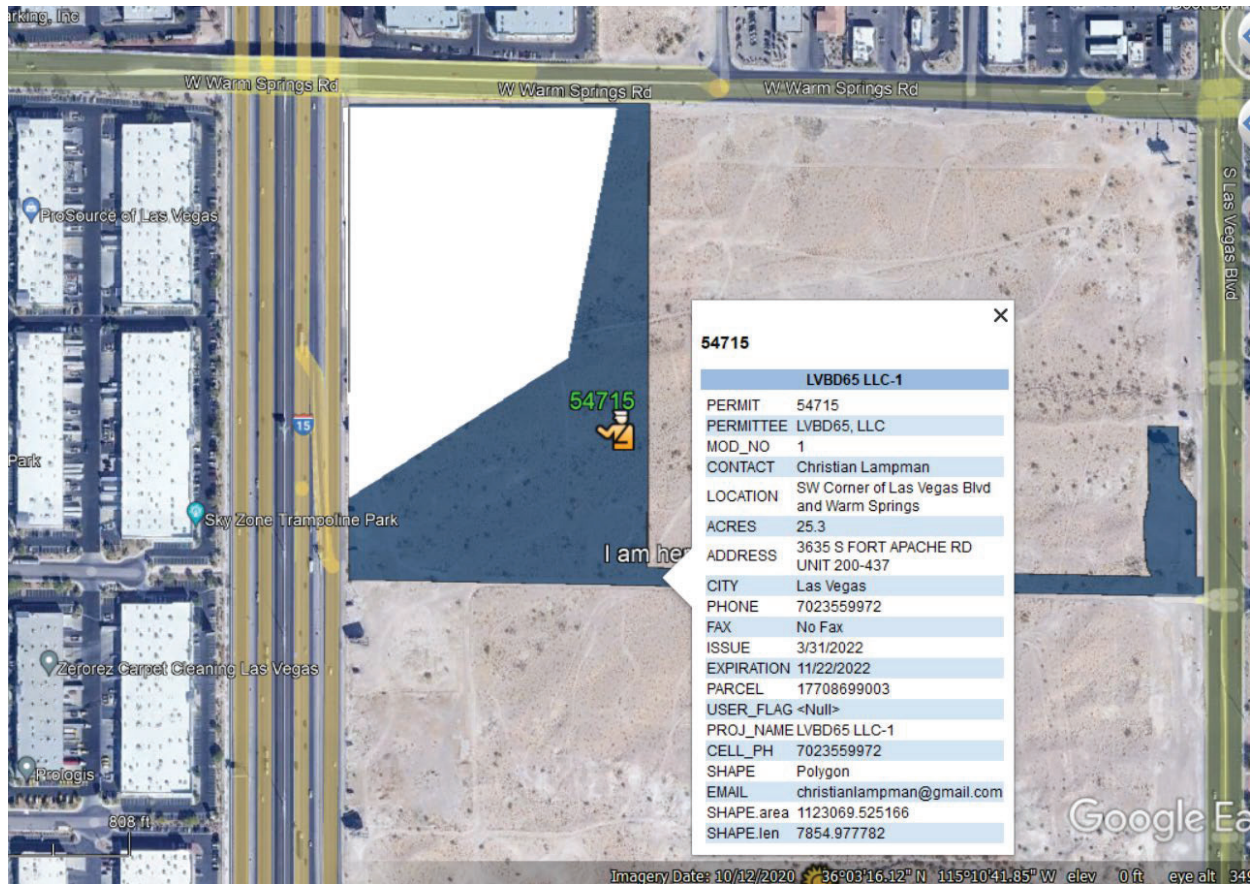 arking, Inc
W Warm Springs Rd
W Warm Springs Rd
W Warm Springs Rd
S Las Vegas Blvd
ProSource of Las Vegas
54715
15
Park
Sky Zone Trampoline Park
I am her
Zerorez Carpet Cleaning Las Vegas
Prologis
808 ft
54715
LVBD65 LLC-1
PERMIT 54715
PERMITTEE LVBD65, LLC
MOD_NO 1
CONTACT Christian Lampman
LOCATION SW Corner of Las Vegas Blvd
and Warm Springs
ACRES 25.3
ADDRESS 3635 S FORT APACHE RD
UNIT 200-437
CITY Las Vegas
PHONE 7023559972
FAX No Fax
ISSUE 3/31/2022
EXPIRATION 11/22/2022
PARCEL 17708699003
USER_FLAG <Null>
PROJ_NAME LVBD65 LLC-1
CELL_PH 7023559972
SHAPE Polygon
EMAIL christianlampman@gmail.com
SHAPE.area 1123069.525166
SHAPE.len 7854.977782
Google Ea
Imagery Date: 10/12/2020 36°03'16.12" N 115°10'41.85" W elev 0 ft eye alt 349